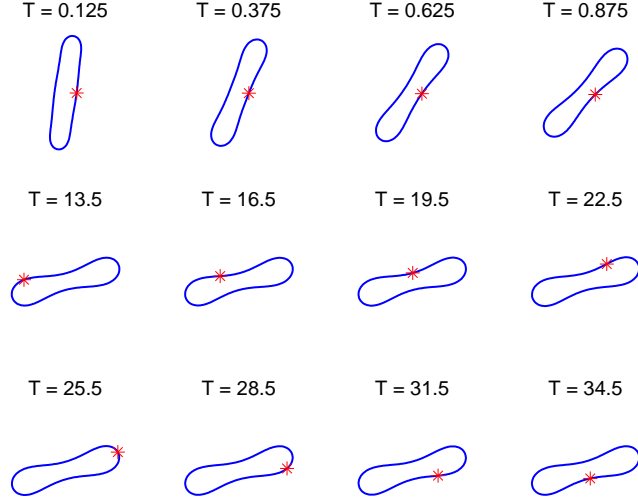 T = 0.125 T = 0.375 T = 0.625 T = 0.875
T = 13.5 T = 16.5 T = 19.5 T = 22.5
T = 25.5 T = 28.5 T = 31.5 T = 34.5